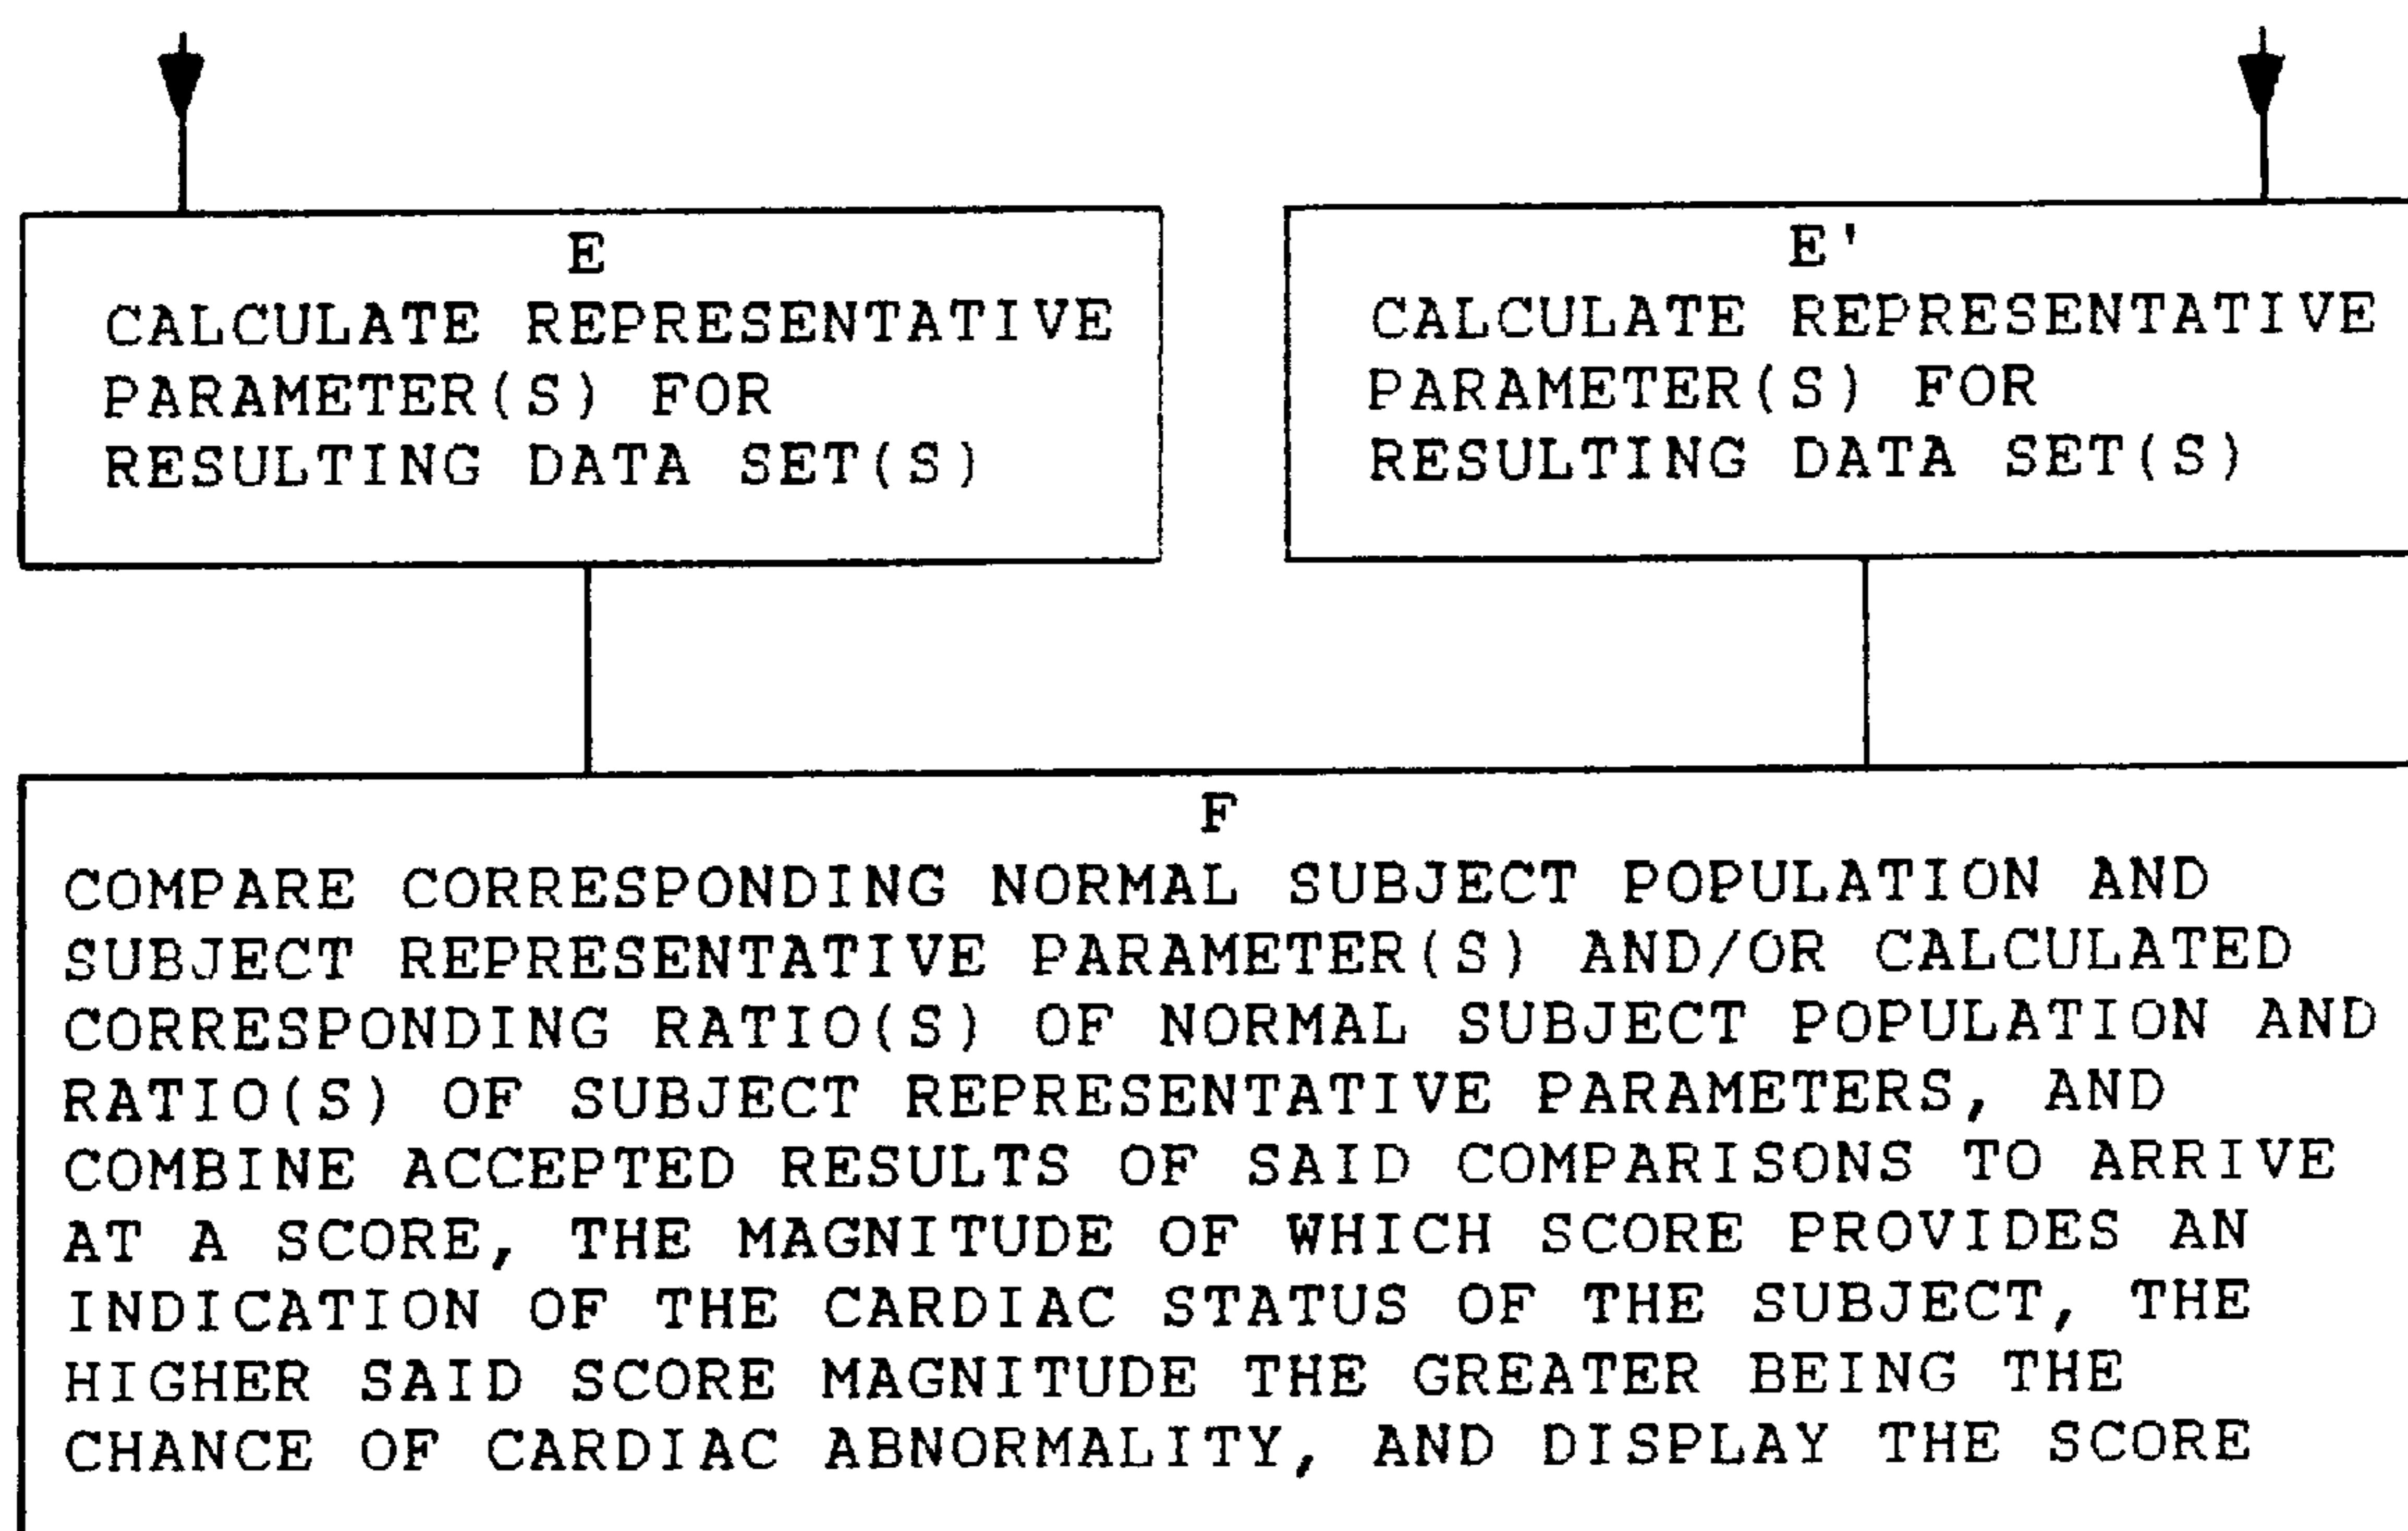 E
CALCULATE REPRESENTATIVE
PARAMETER(S) FOR
RESULTING DATA SET(S)
E'
CALCULATE REPRESENTATIVE
PARAMETER(S) FOR
RESULTING DATA SET(S)
F
COMPARE CORRESPONDING NORMAL SUBJECT POPULATION AND
SUBJECT REPRESENTATIVE PARAMETER(S) AND/OR CALCULATED
CORRESPONDING RATIO(S) OF NORMAL SUBJECT POPULATION AND
RATIO(S) OF SUBJECT REPRESENTATIVE PARAMETERS, AND
COMBINE ACCEPTED RESULTS OF SAID COMPARISONS TO ARRIVE
AT A SCORE, THE MAGNITUDE OF WHICH SCORE PROVIDES AN
INDICATION OF THE CARDIAC STATUS OF THE SUBJECT, THE
HIGHER SAID SCORE MAGNITUDE THE GREATER BEING THE
CHANCE OF CARDIAC ABNORMALITY, AND DISPLAY THE SCORE